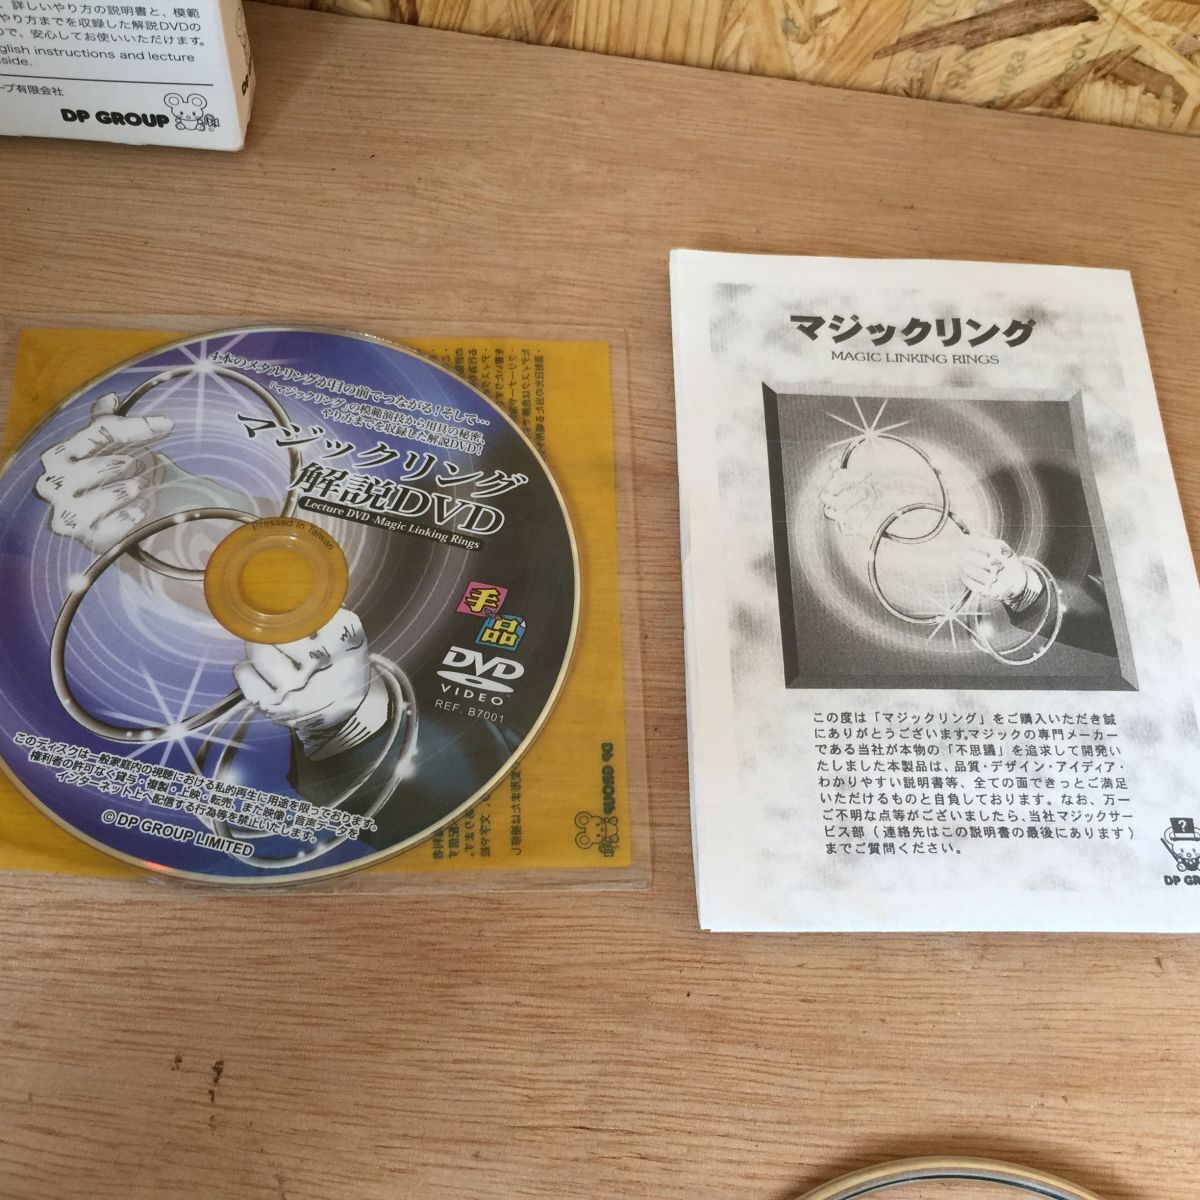 、詳しいやり方の説明書と、模範
やり方までを収録した解説DVDの
で、安心してお使いいただけます。
glish instructions and lecture
side.
ープ有限会社
DP GROUP
4本のメタルリングが目の前でつながる！そして…
「マジックリング」の模範演技から用具の秘密、
やり方までを収録した解説DVD！
マジックリング
解説DVD
Lecture DVD-Magic Linking Rings
Pressed in Taiwan
手品
DVD
VIDEO
REF. B7001
このディスクは一般家庭内の視聴における私的再生に用途を限っております。
権利者の許可なく貸与・複製・上映・転売、また映像・音声データを
インターネット上へ配信する行為等を禁止いたします。
© DP GROUP LIMITED
DP GROUP
マジックリング
MAGIC LINKING RINGS
この度は「マジックリング」をご購入いただき誠
にありがとうございます。マジックの専門メーカー
である当社が本物の「不思議」を追求して開発い
たしました本製品は、品質・デザイン・アイディア・
わかりやすい説明書等、全ての面できっとご満足
いただけるものと自負しております。なお、万一
ご不明な点等がございましたら、当社マジックサー
ビス部（連絡先はこの説明書の最後にあります）
までご質問ください。
?
DP GR